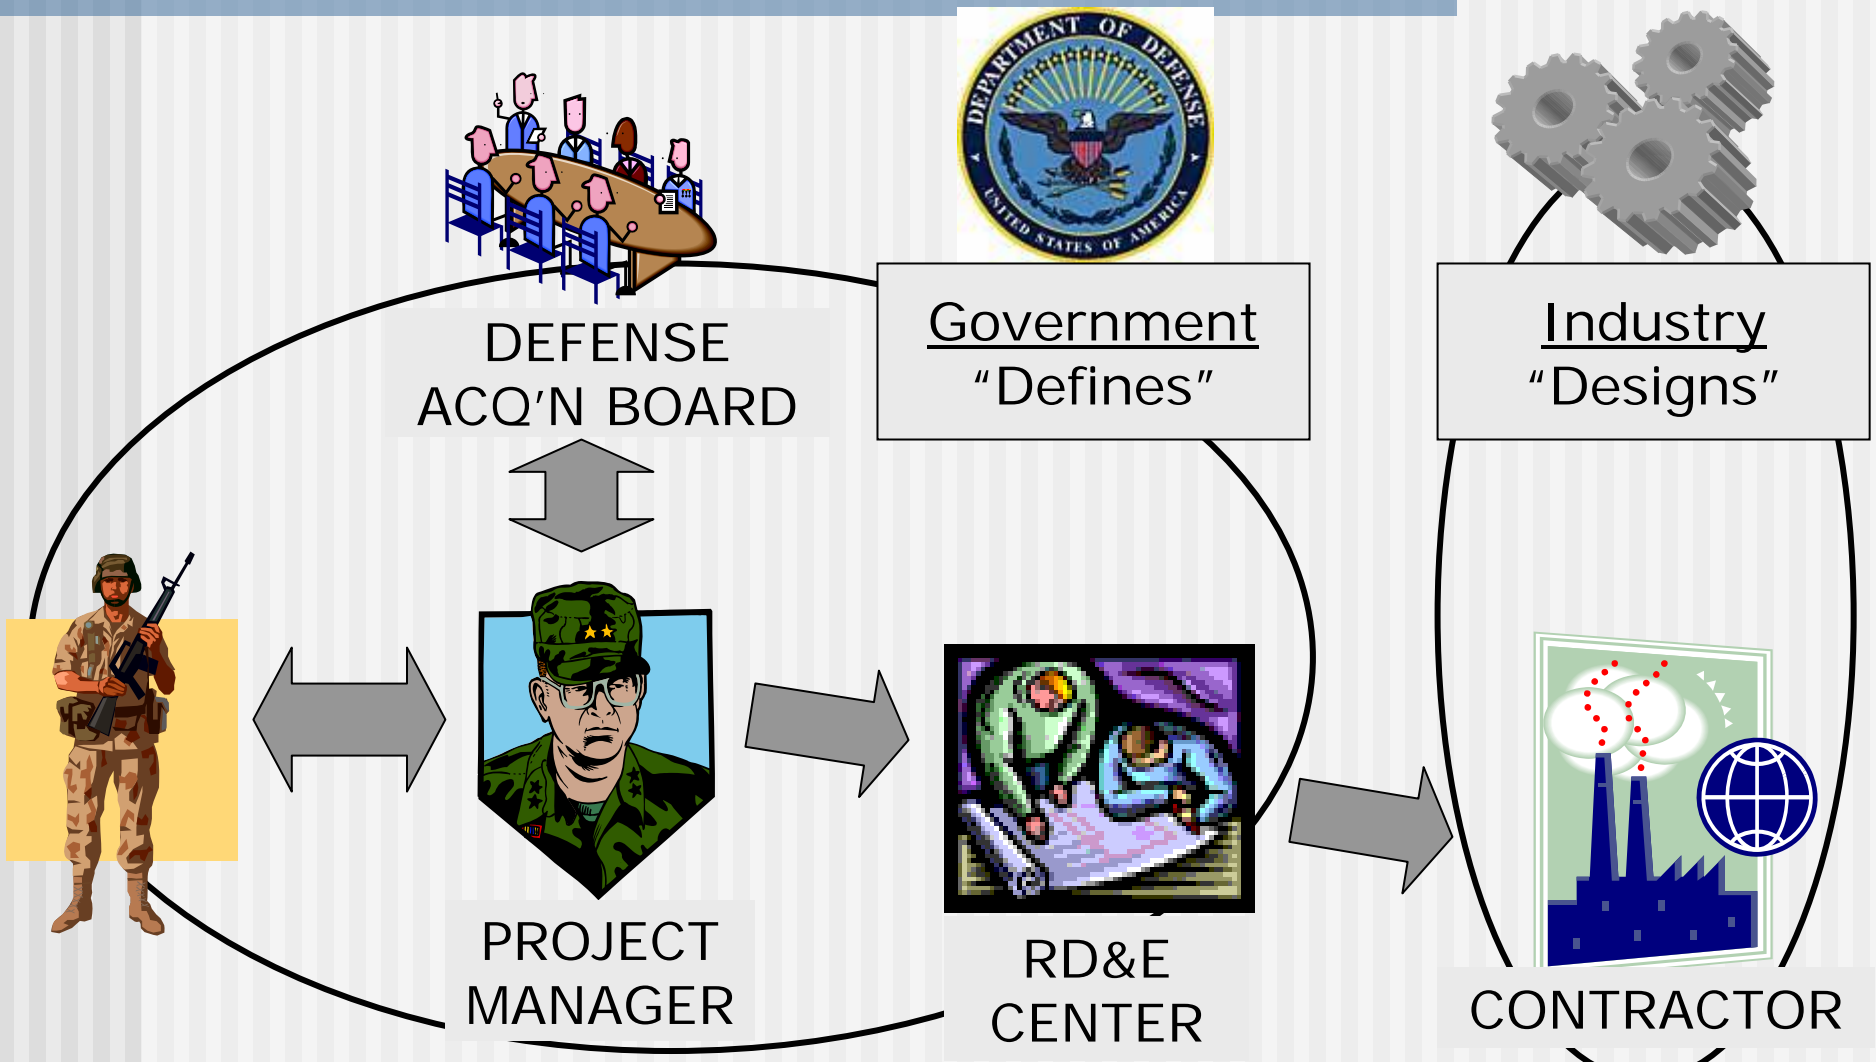 DEPARTMENT OF DEFENSE
UNITED STATES OF AMERICA
DEFENSE
ACQ’N BOARD
Government
“Defines”
Industry
“Designs”
PROJECT
MANAGER
RD&E
CENTER
CONTRACTOR